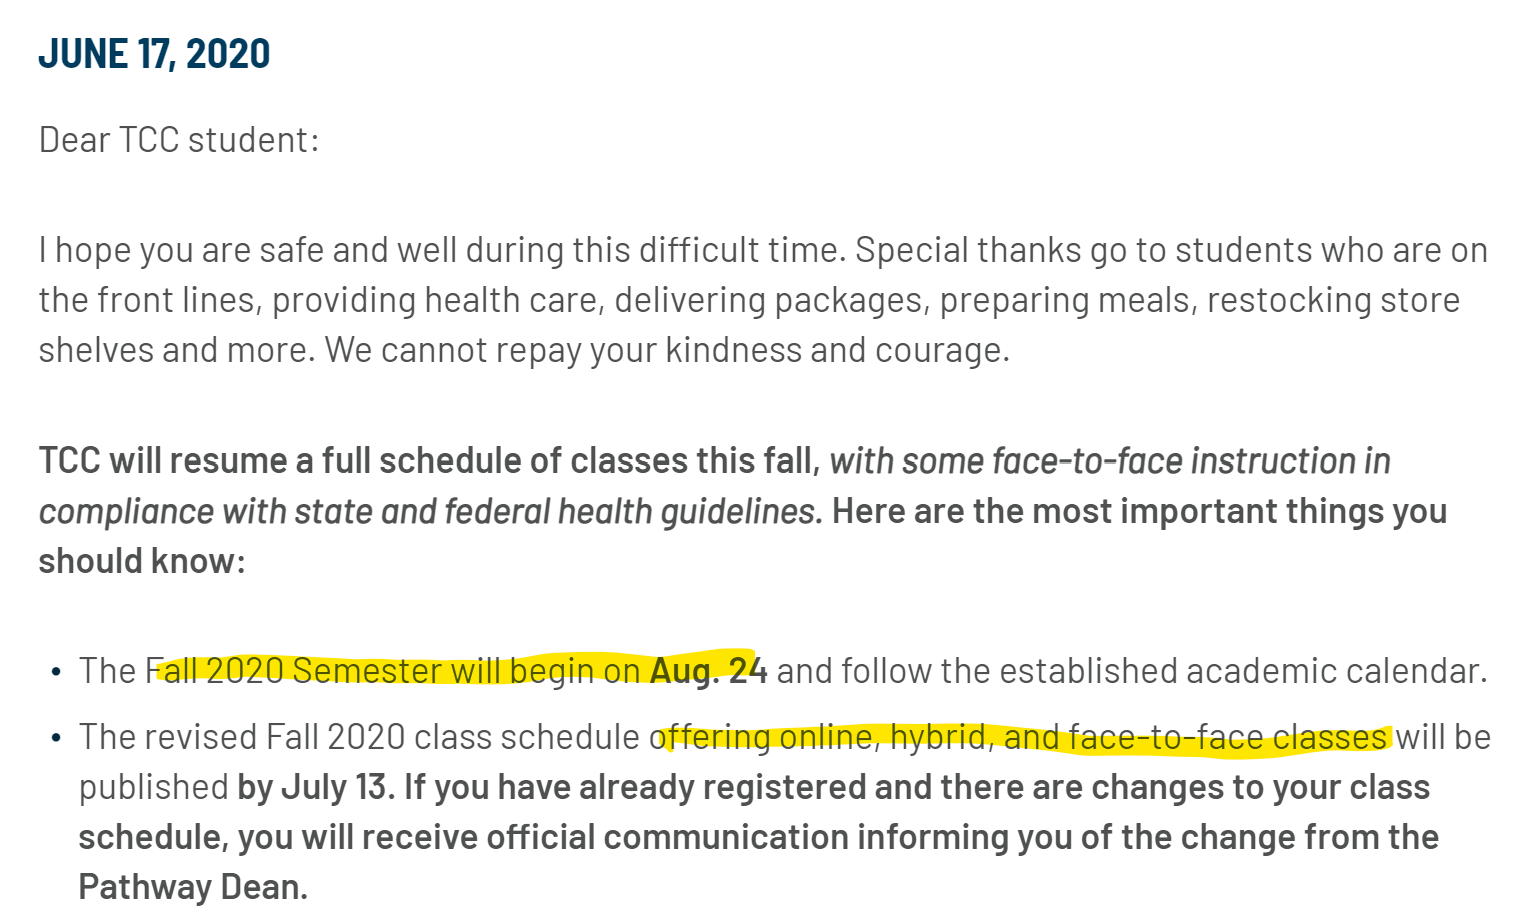 JUNE 17, 2020
Dear TCC student:
I hope you are safe and well during this difficult time. Special thanks go to students who are on
the front lines, providing health care, delivering packages, preparing meals, restocking store
shelves and more. We cannot repay your kindness and courage.
TCC will resume a full schedule of classes this fall, with some face-to-face instruction in
compliance with state and federal health guidelines. Here are the most important things you
should know:
• The Fall 2020 Semester will begin on Aug. 24 and follow the established academic calendar.
• The revised Fall 2020 class schedule offering online, hybrid, and face-to-face classes will be
published by July 13. If you have already registered and there are changes to your class
schedule, you will receive official communication informing you of the change from the
Pathway Dean.